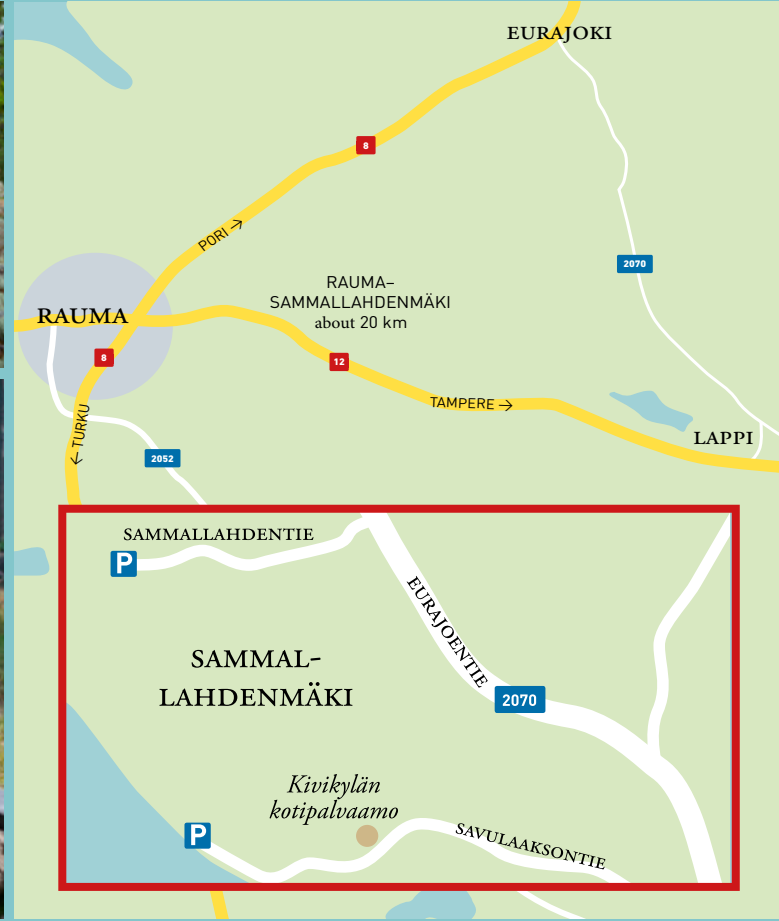 EURAJOKI
8
PORI →
2070
RAUMA–
SAMMALLAHDENMÄKI
about 20 km
RAUMA
8
12
TAMPERE →
← TURKU
LAPPI
2052
SAMMALLAHDENTIE
P
EURAJOENTIE
SAMMAL-
LAHDENMÄKI
2070
Kivikylän
kotipalvaamo
P
SAVULAAKSONTIE